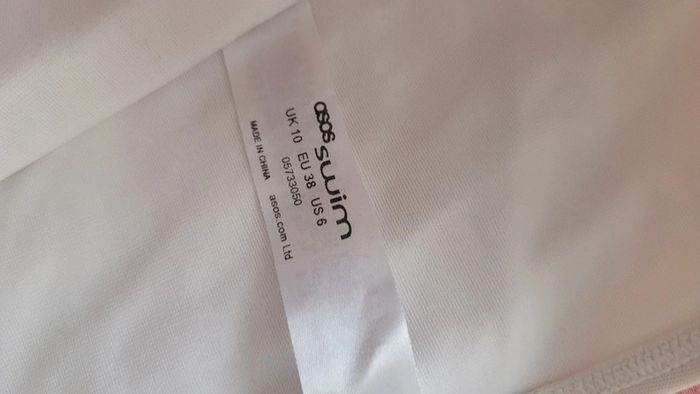 asos swim
UK 10 EU 38 US 6
05733050
MADE IN CHINA asos.com Ltd